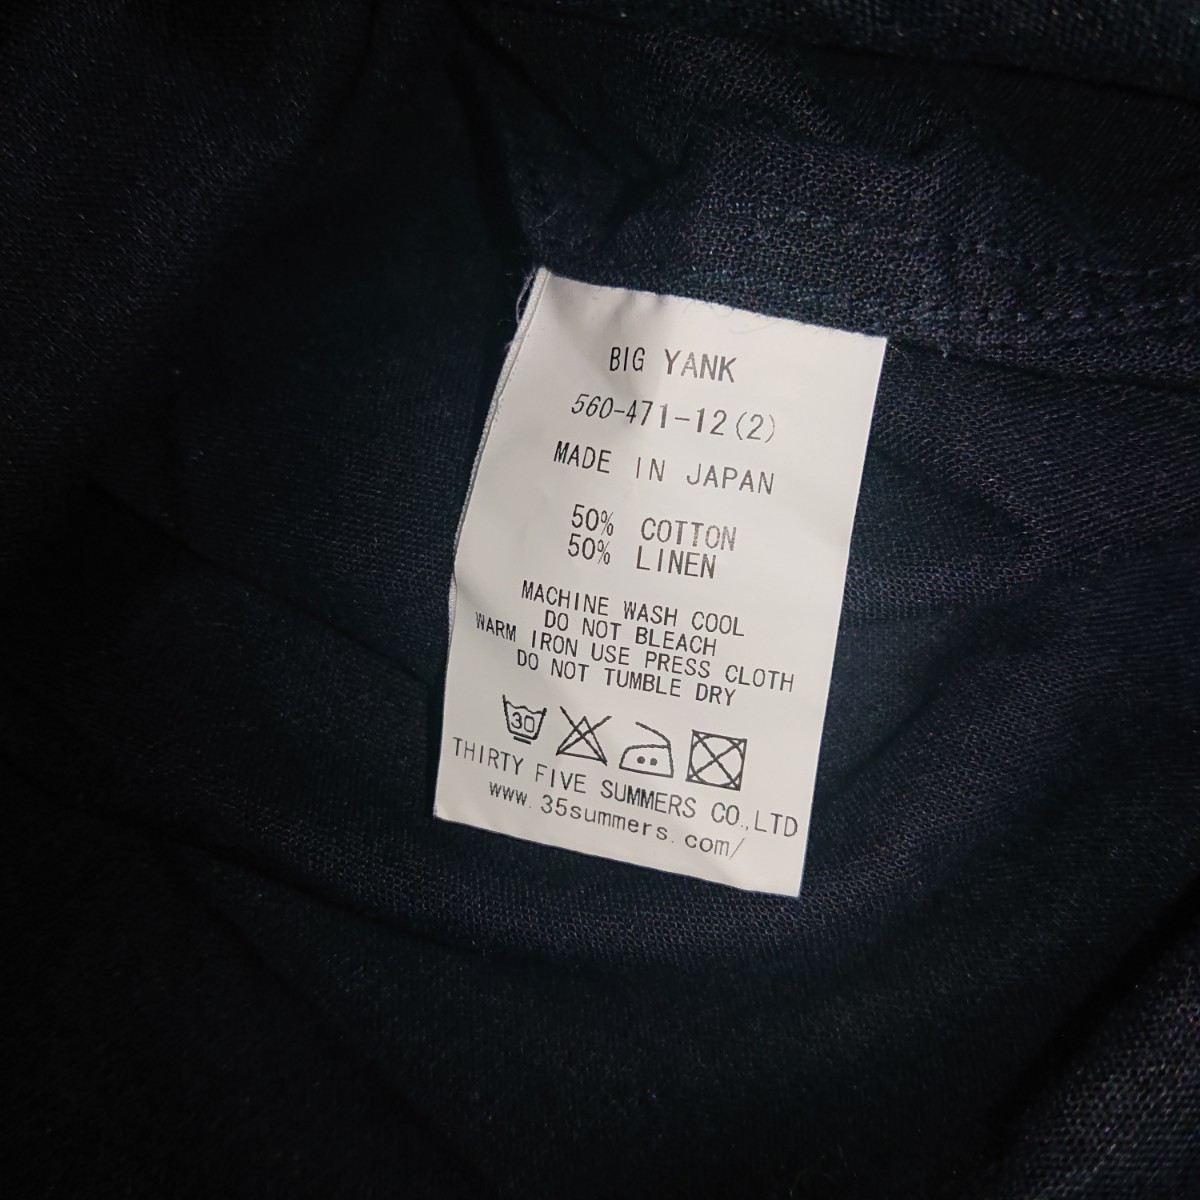 BIG YANK
560-471-12(2)
MADE IN JAPAN
50% COTTON
50% LINEN
MACHINE WASH COOL
DO NOT BLEACH
WARM IRON USE PRESS CLOTH
DO NOT TUMBLE DRY
30
THIRTY FIVE SUMMERS CO.,LTD
www.35summers.com/